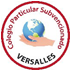 Colegio Particular Subvencionado
VERSALLES